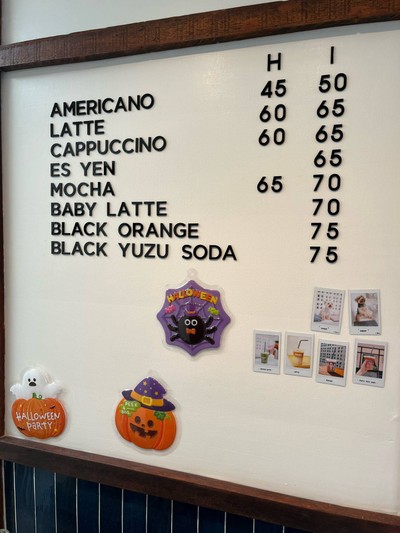 H I
AMERICANO 45 50
LATTE 60 65
CAPPUCCINO 60 65
ES YEN 65
MOCHA 65 70
BABY LATTE 70
BLACK ORANGE 75
BLACK YUZU SODA 75
HALLOWEEN
HALLOWEEN
PARTY